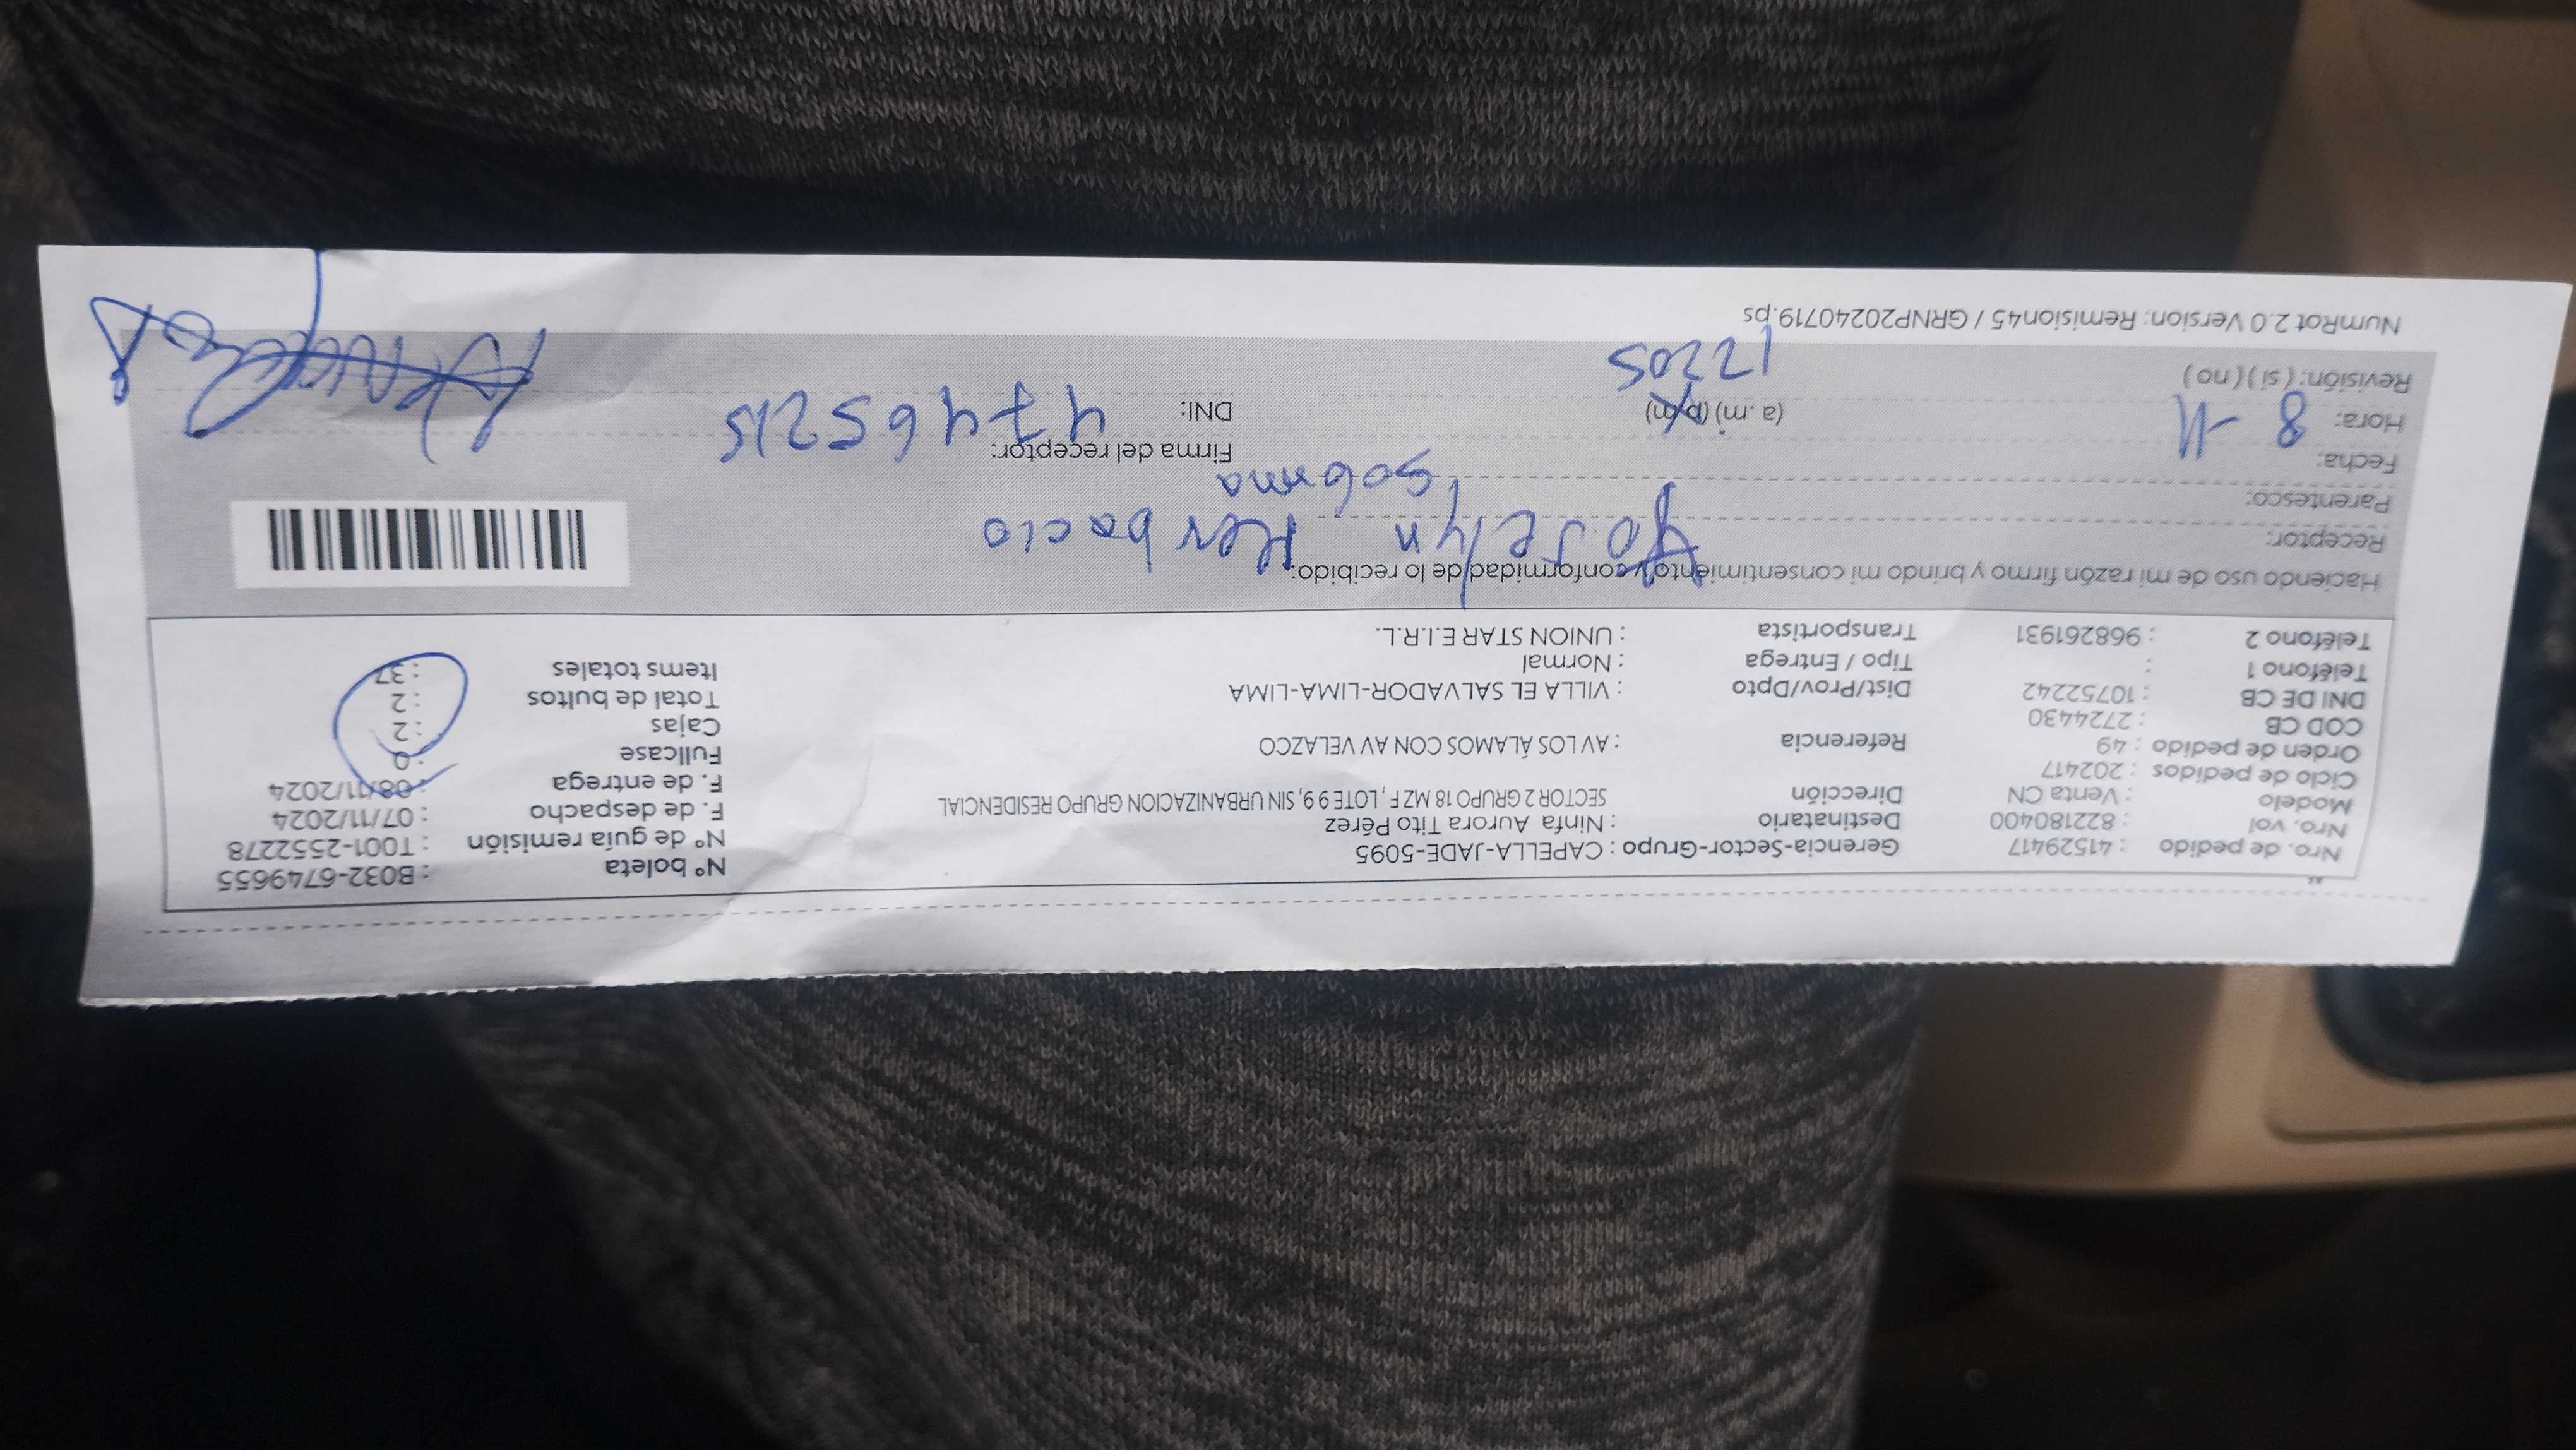 Nro. de pedido : 41529417 Gerencia-Sector-Grupo : CAPELLA-JADE-5095 N° boleta : B032-6749655
Nro. vol : 822180400 Destinatario : Ninfa Aurora Tito Pérez N° de guía remisión : T001-2552278
Modelo : Venta CN Dirección SECTOR 2 GRUPO 18 MZ F , LOTE 9 9, SIN URBANIZACION GRUPO RESIDENCIAL F. de despacho : 07/11/2024
Ciclo de pedidos : 202417 F. de entrega : 08/11/2024
Orden de pedido : 49 Referencia : AV LOS ÁLAMOS CON AV VELAZCO Fullcase : 0
COD CB : 2724430 Cajas : 2
DNI DE CB : 10752242 Dist/Prov/Dpto : VILLA EL SALVADOR-LIMA-LIMA Total de bultos : 2
Teléfono 1 : Tipo / Entrega : Normal Items totales : 37
Teléfono 2 : 968261931 Transportista : UNION STAR E.I.R.L.
Haciendo uso de mi razón firmo y brindo mi consentimiento y conformidad de lo recibido:
Receptor: Yoselyn
Parentesco: Sobrina
Fecha: 8-11 Firma del receptor:
Hora: (a. m) (p. m) DNI: 47465215
Revisión: ( si ) ( no )
NumRot 2.0 Version: Remision45 / GRNP20240719.ps